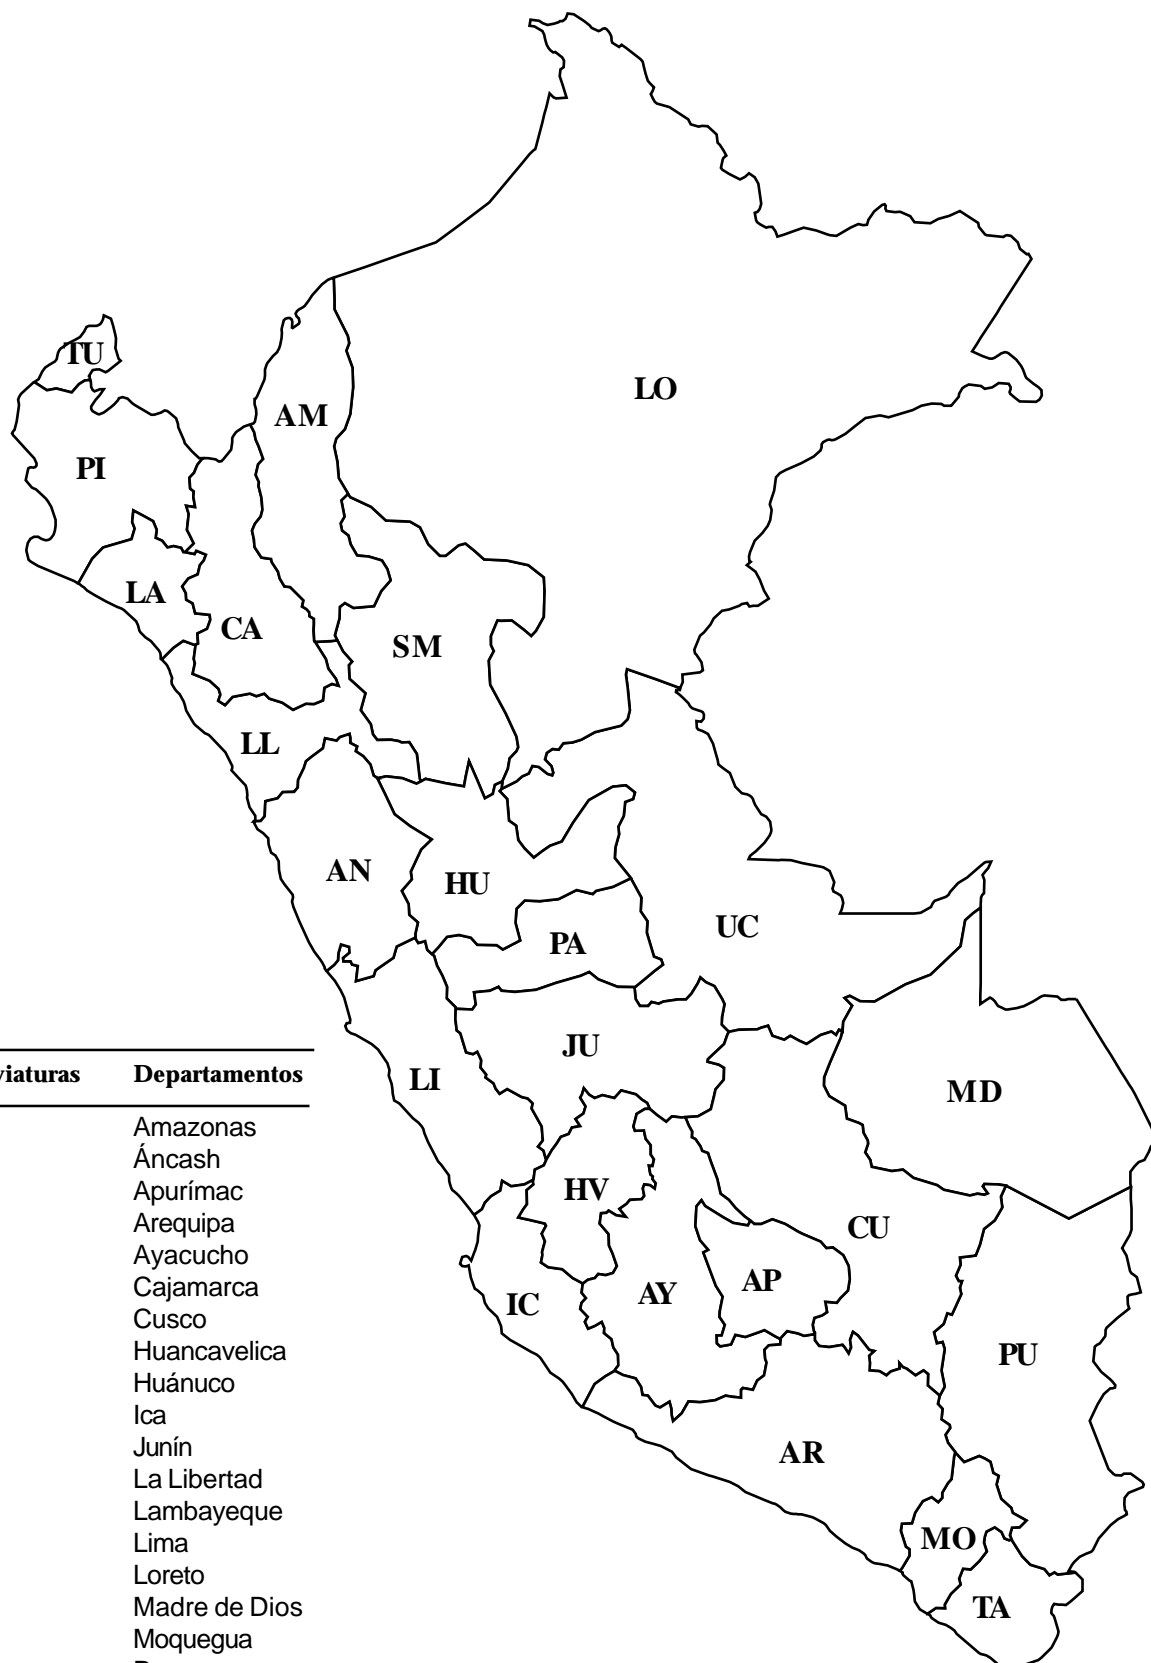 TU
LO
AM
PI
LA
CA
SM
LL
AN
HU
UC
PA
JU
LI
MD
HV
CU
AP
AY
IC
PU
AR
MO
TA
viaturas Departamentos
Amazonas
Áncash
Apurímac
Arequipa
Ayacucho
Cajamarca
Cusco
Huancavelica
Huánuco
Ica
Junín
La Libertad
Lambayeque
Lima
Loreto
Madre de Dios
Moquegua